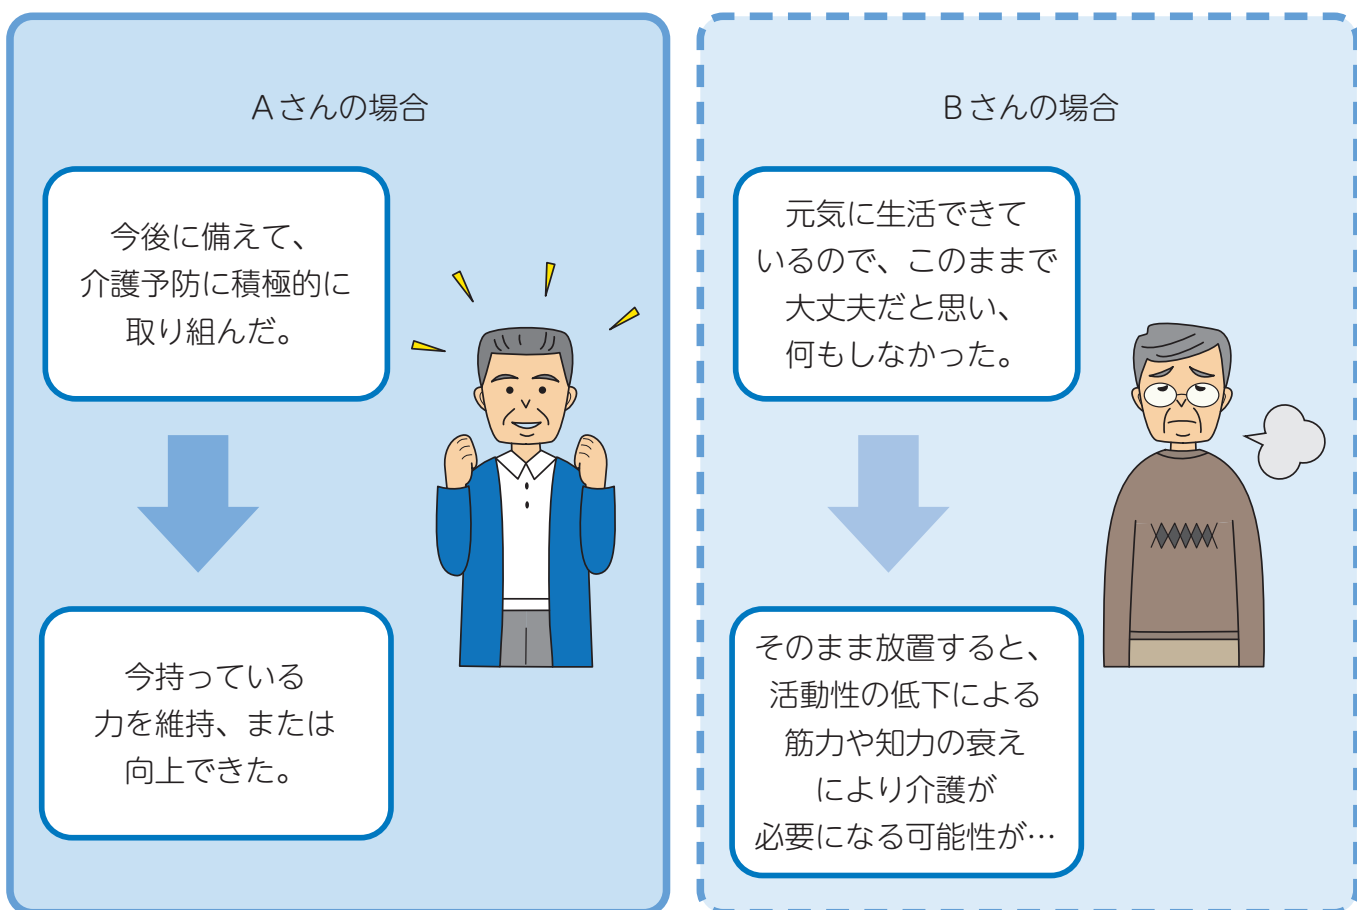 Aさんの場合
今後に備えて、
介護予防に積極的に
取り組んだ。
今持っている
力を維持、または
向上できた。
Bさんの場合
元気に生活できて
いるので、このままで
大丈夫だと思い、
何もしなかった。
そのまま放置すると、
活動性の低下による
筋力や知力の衰え
により介護が
必要になる可能性が…